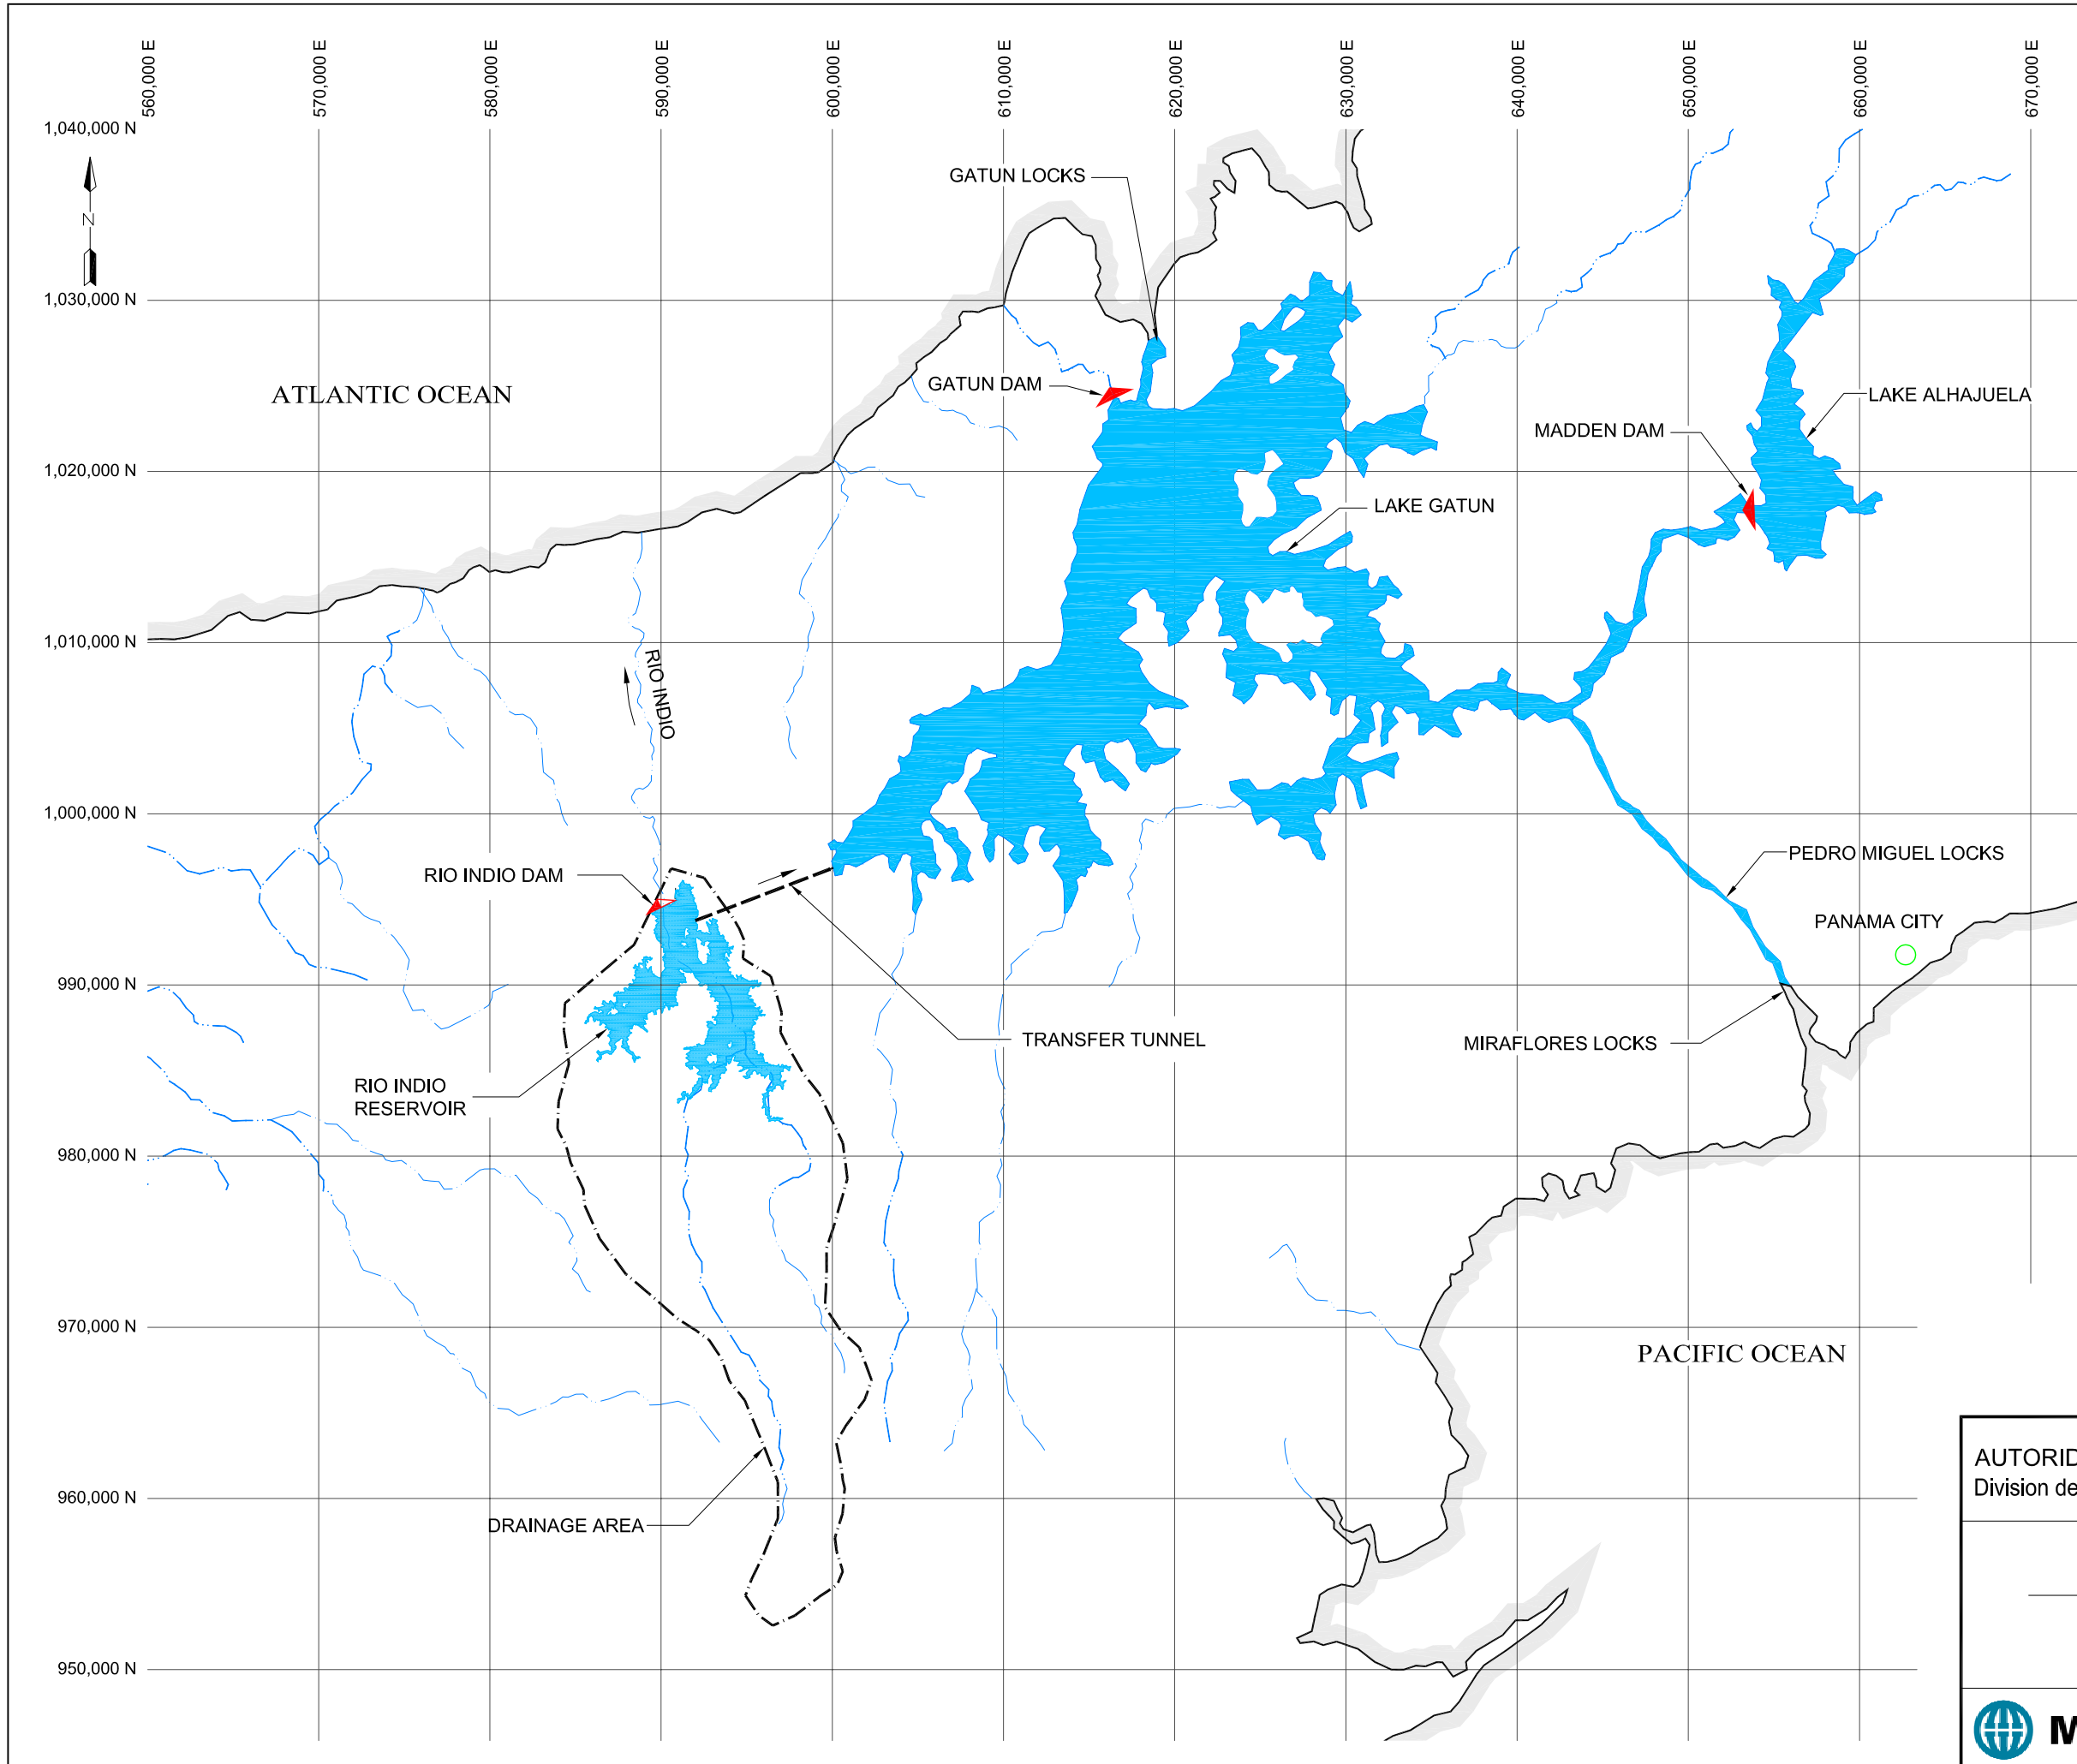 560,000 E
570,000 E
580,000 E
590,000 E
600,000 E
610,000 E
620,000 E
630,000 E
640,000 E
650,000 E
660,000 E
670,000 E
1,040,000 N
N
GATUN LOCKS
1,030,000 N
ATLANTIC OCEAN
GATUN DAM
LAKE ALHAJUELA
MADDEN DAM
1,020,000 N
LAKE GATUN
1,010,000 N
RIO INDIO
1,000,000 N
PEDRO MIGUEL LOCKS
RIO INDIO DAM
PANAMA CITY
990,000 N
TRANSFER TUNNEL
MIRAFLORES LOCKS
RIO INDIO
RESERVOIR
980,000 N
970,000 N
PACIFIC OCEAN
AUTORID
Division de
960,000 N
DRAINAGE AREA
950,000 N
M